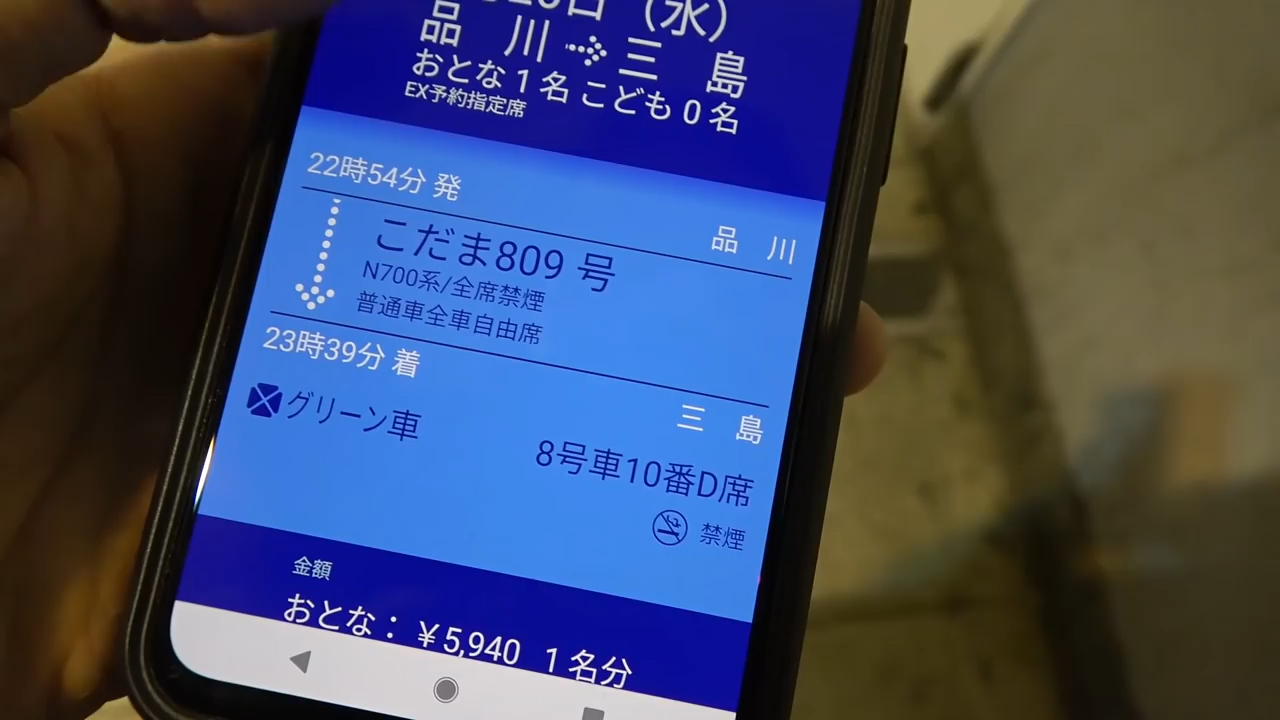 日（水）
品 川 三 島
おとな 1 名 こども 0 名
EX予約指定席
22時54分 発
品 川
こだま809 号
N700系/全席禁煙
普通車全車自由席
23時39分 着
三 島
グリーン車
8号車10番D席
禁煙
金額
おとな：￥5,940 1 名分